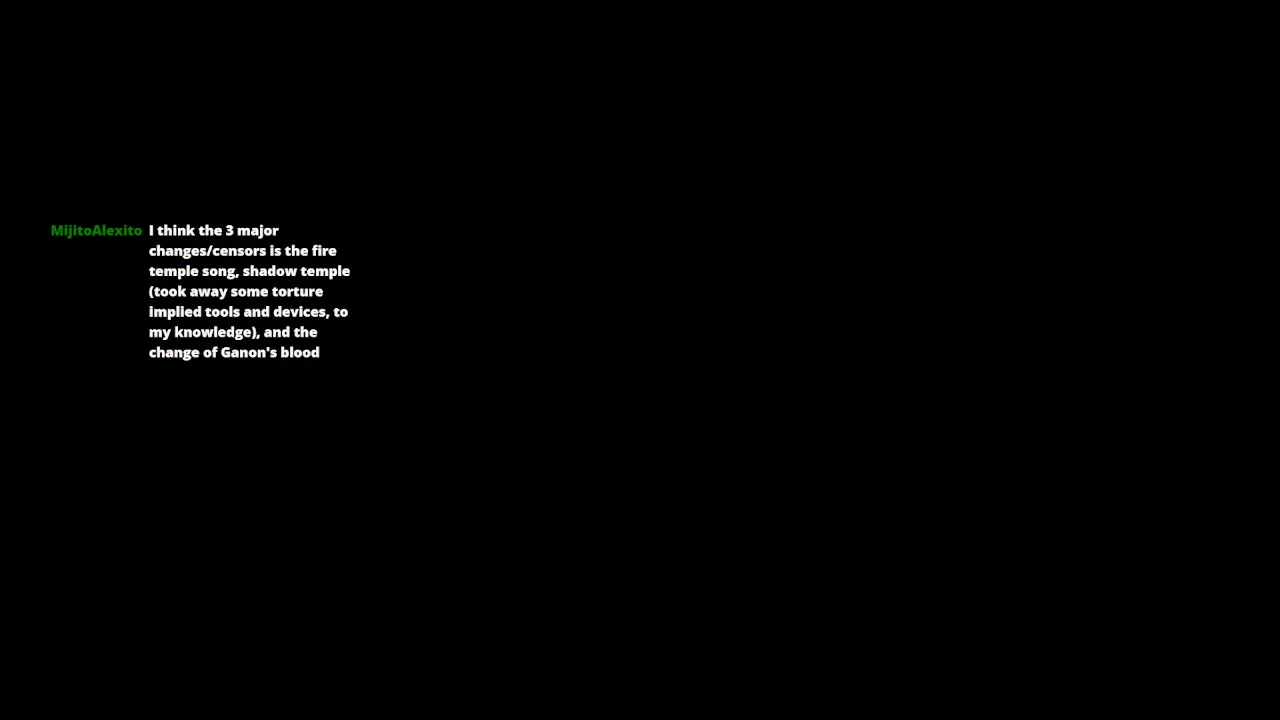 MijitoAlexito I think the 3 major
changes/censors is the fire
temple song, shadow temple
(took away some torture
implied tools and devices, to
my knowledge), and the
change of Ganon's blood